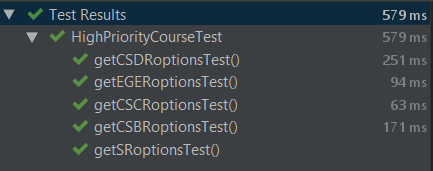 Test Results 579 ms
HighPriorityCourseTest 579 ms
getCSDRoptionsTest() 251 ms
getEGERoptionsTest() 94 ms
getCSCRoptionsTest() 63 ms
getCSBRoptionsTest() 171 ms
getSRoptionsTest()